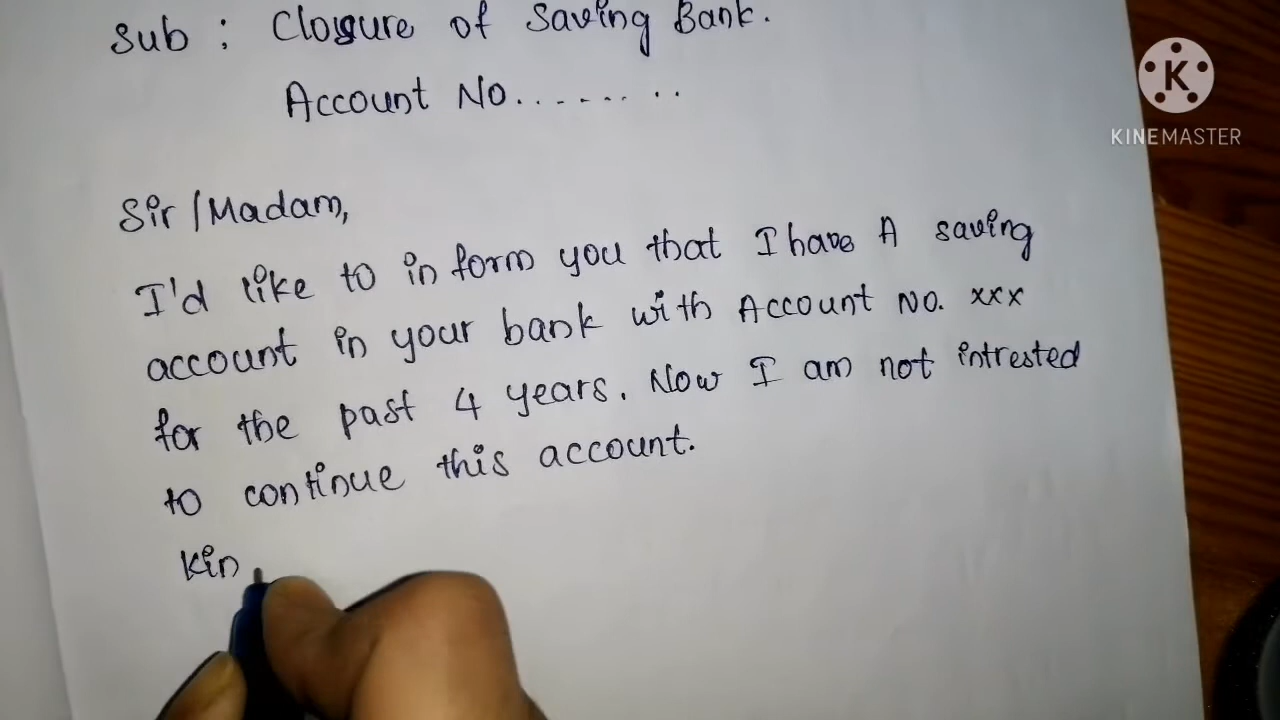 Sub : Closure of Saving Bank.
Account No.........
K
KINEMASTER
Sir/Madam,
I'd like to inform you that I have A saving
account in your bank with Account No. xxx
for the past 4 years. Now I am not intrested
to continue this account.
Kin